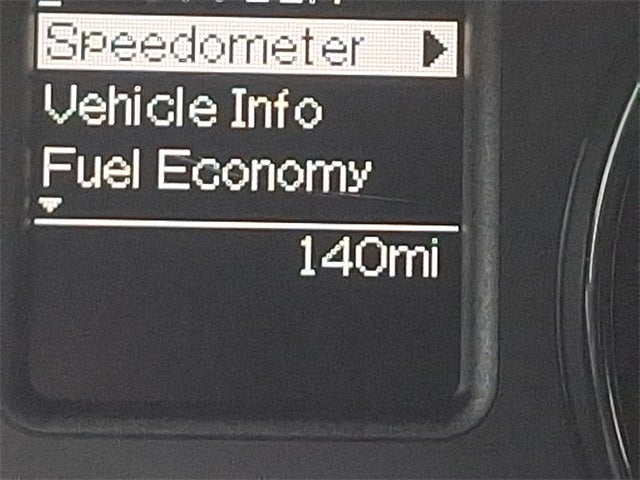 Speedometer
Vehicle Info
Fuel Economy
140mi